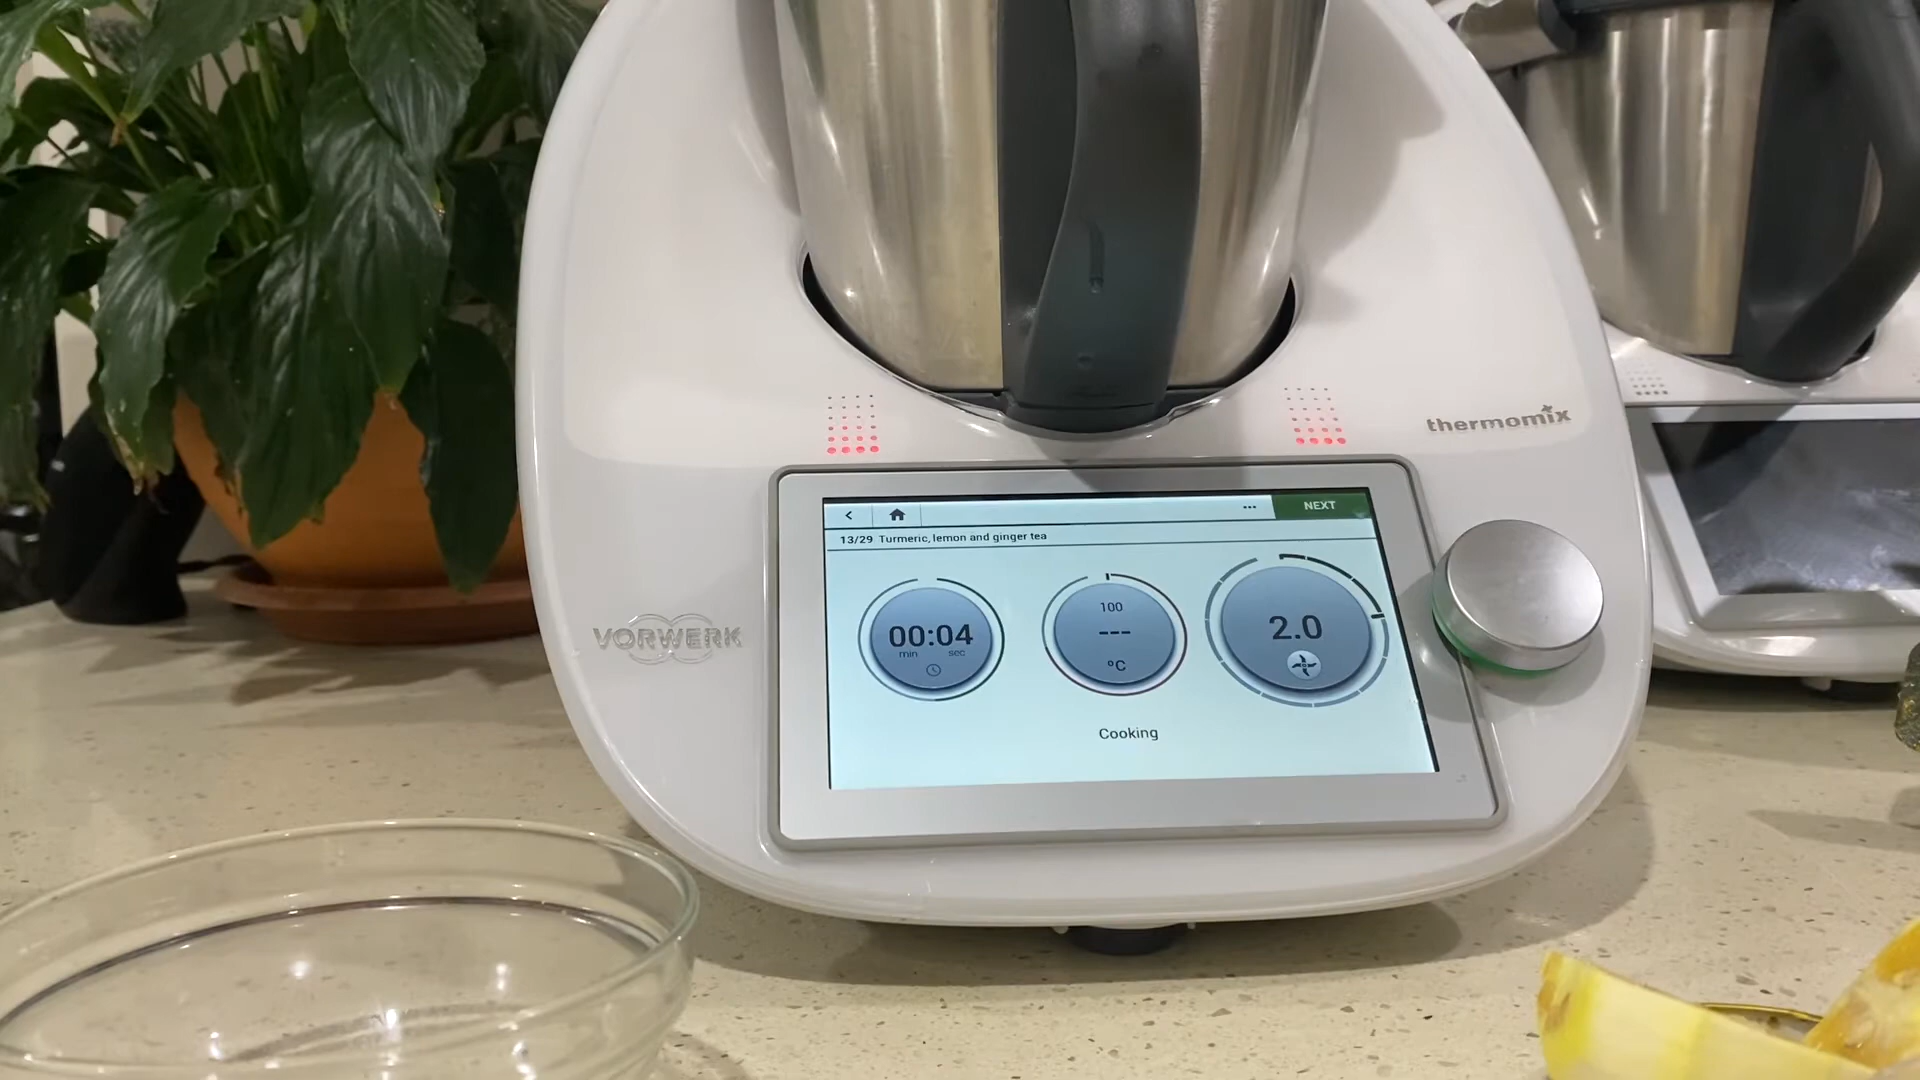 thermomix
VORWERK
NEXT
13/29 Turmeric, lemon and ginger tea
00:04
min sec
100
---
°C
2.0
Cooking